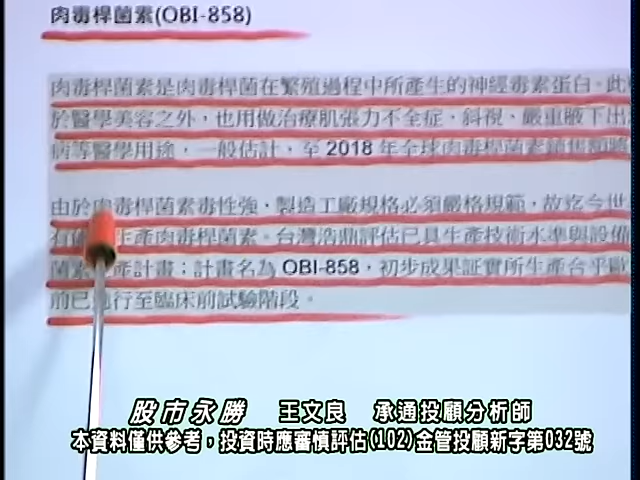 肉毒桿菌素(OBI-858)
肉毒桿菌素是肉毒桿菌在繁殖過程中所產生的神經毒素蛋白。此
於醫學美容之外，也用做治療肌張力不全症、斜視、嚴重腋下出
病等醫學用途，一般估計，至 2018 年全球肉毒桿菌素銷售額
由於肉毒桿菌素毒性強，製造工廠規格必須嚴格規範，故迄今世
生產肉毒桿菌素。台灣浩鼎評估已具生產技術水準與設備
菌素 產計畫；計畫名為 OBI-858，初步成果証實所生產合乎歐
前已進行至臨床前試驗階段。
股市永勝 王文良 承通投顧分析師
本資料僅供參考，投資時應審慎評估(102)金管投顧新字第032號